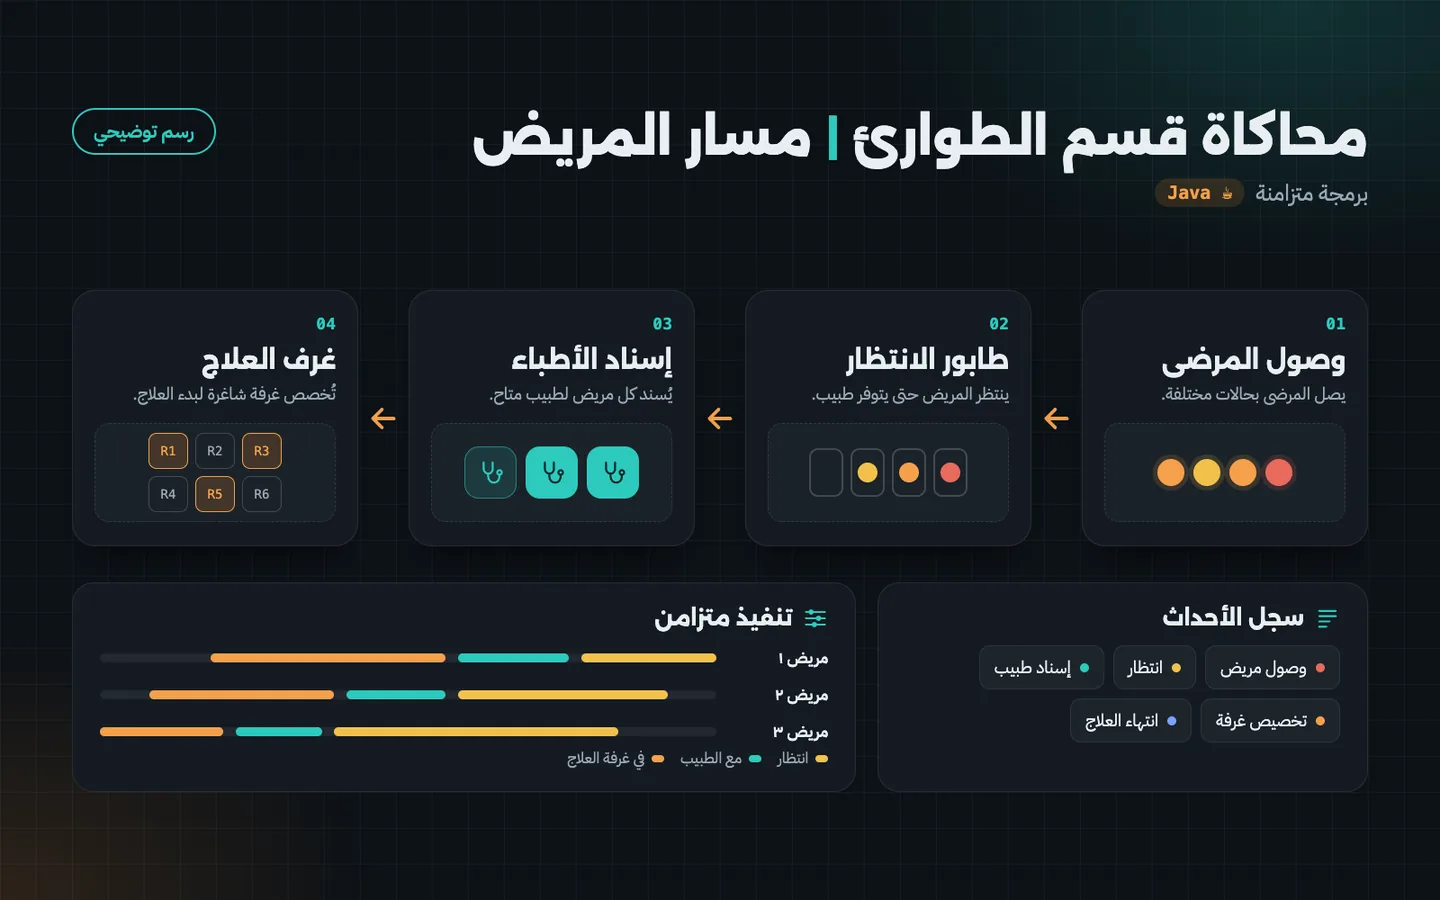 محاكاة قسم الطوارئ | مسار المريض
رسم توضيحي
برمجة متزامنة Java
01
وصول المرضى
يصل المرضى بحالات مختلفة.
02
طابور الانتظار
ينتظر المريض حتى يتوفر طبيب.
03
إسناد الأطباء
يُسند كل مريض لطبيب متاح.
04
غرف العلاج
تُخصص غرفة شاغرة لبدء العلاج.
R1 R2 R3
R4 R5 R6
سجل الأحداث
وصول مريض
انتظار
إسناد طبيب
تخصيص غرفة
انتهاء العلاج
تنفيذ متزامن
مريض ١
مريض ٢
مريض ٣
انتظار
مع الطبيب
في غرفة العلاج